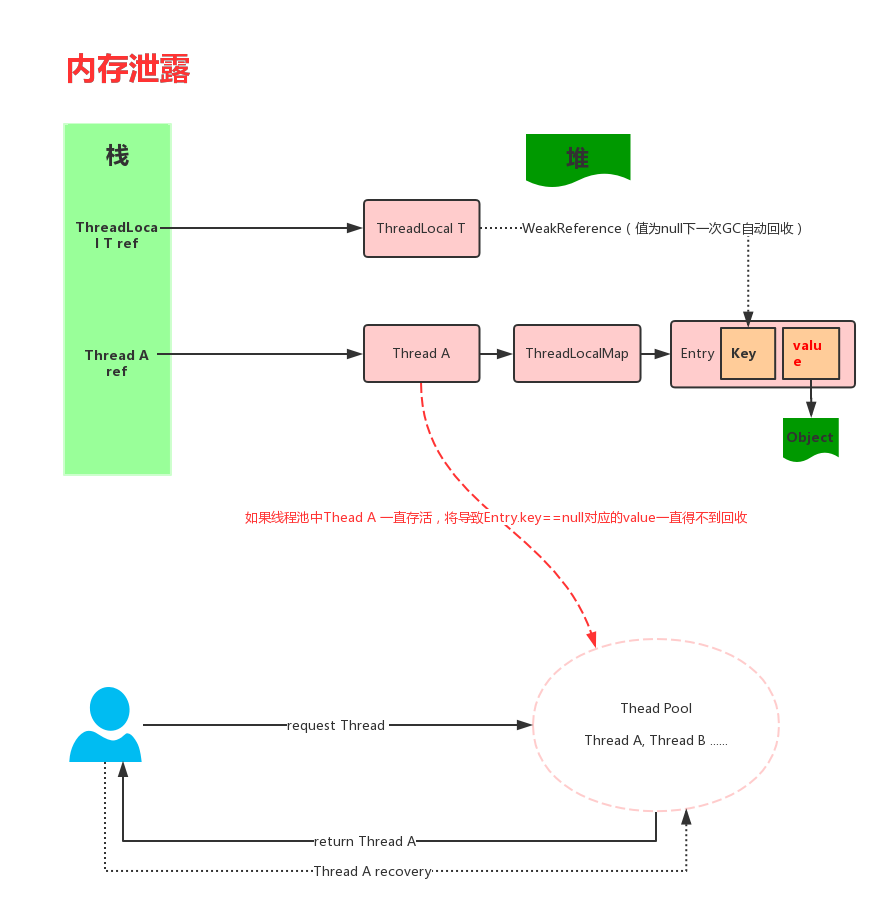 内存泄露
栈
堆
ThreadLoca
l T ref
ThreadLocal T
WeakReference（值为null下一次GC自动回收）
Thread A
ref
Thread A
ThreadLocalMap
Entry
Key
valu
e
Object
如果线程池中Thead A 一直存活，将导致Entry.key==null对应的value一直得不到回收
Thead Pool
Thread A, Thread B ......
request Thread
return Thread A
Thread A recovery